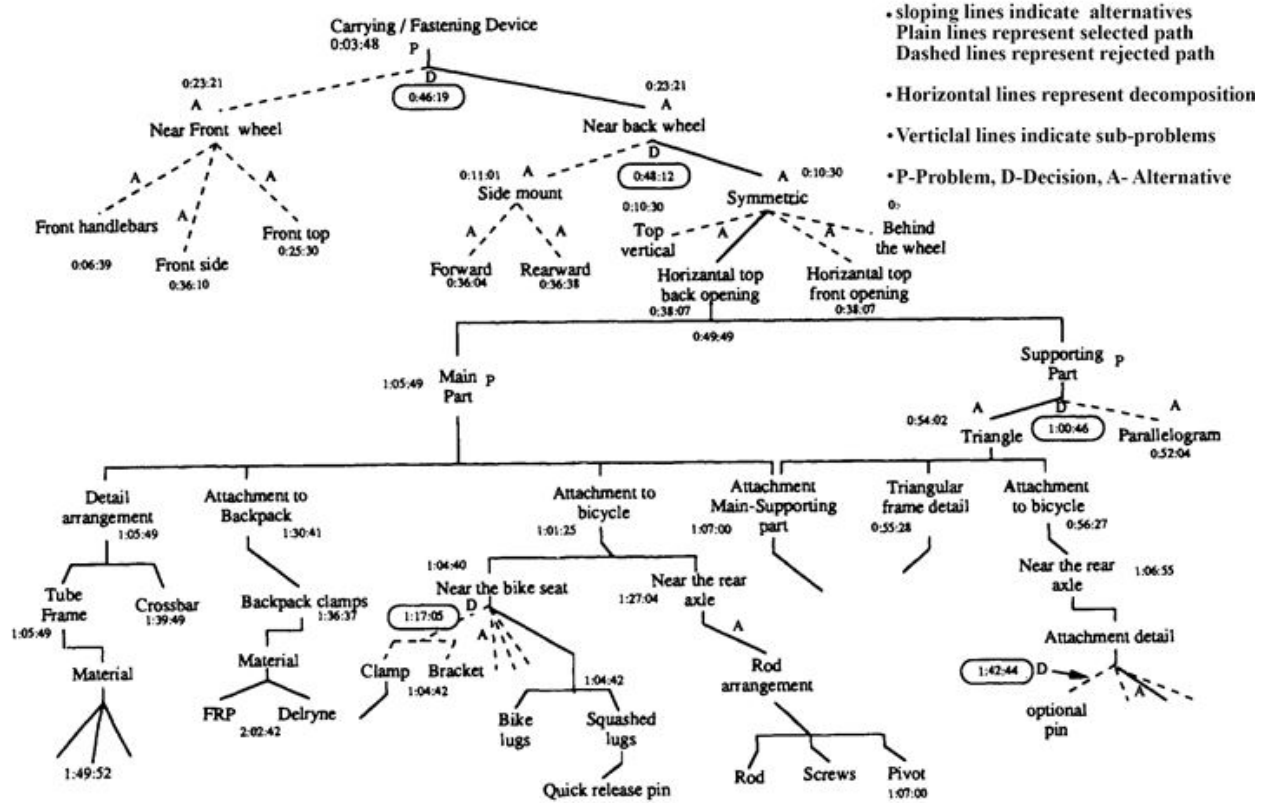 Carrying / Fastening Device
0:03:48
P
D
0:46:19
• sloping lines indicate alternatives
Plain lines represent selected path
Dashed lines represent rejected path
• Horizontal lines represent decomposition
• Verticlal lines indicate sub-problems
• P-Problem, D-Decision, A- Alternative
0:23:21
A
Near Front wheel
0:23:21
A
Near back wheel
D
0:48:12
A
Front handlebars
0:06:39
A
Front side
0:36:10
A
Front top
0:25:30
0:11:01
A
Side mount
A
Forward
0:36:04
A
Rearward
0:36:38
A
0:10:30
Symmetric
0:10:30
Top
vertical
A
Horizantal top
back opening
0:38:07
A
Horizontal top
front opening
0:38:07
0:
Behind
the wheel
0:49:49
1:05:49
Main
Part
P
Supporting
Part
P
D
1:00:46
A
0:54:02
Triangle
A
Parallelogram
0:52:04
Detail
arrangement
1:05:49
Attachment to
Backpack
1:30:41
Attachment to
bicycle
1:01:25
Attachment
Main-Supporting
part
1:07:00
Triangular
frame detail
0:55:28
Attachment
to bicycle
0:56:27
Tube
Frame
1:05:49
Crossbar
1:39:49
Material
1:49:52
Backpack clamps
1:36:37
Material
FRP
Delryne
2:02:42
1:04:40
Near the bike seat
D
1:17:05
A
Clamp
Bracket
1:04:42
1:04:42
Bike
lugs
Squashed
lugs
Quick release pin
Near the rear
axle
1:27:04
A
Rod
arrangement
Rod
Screws
Pivot
1:07:00
Near the rear
axle
1:06:55
Attachment detail
1:42:44
D
A
optional
pin